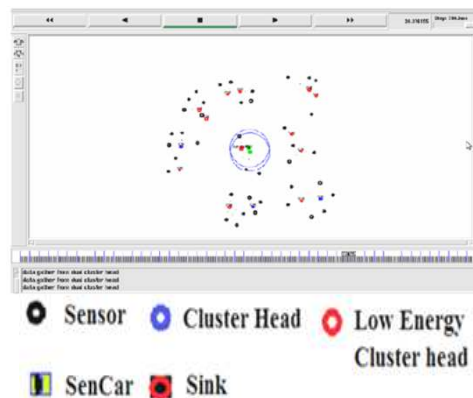 data gather from dual cluster head
data gather from dual cluster head
data gather from dual cluster head
Sensor
Cluster Head
Low Energy
Cluster head
SenCar
Sink